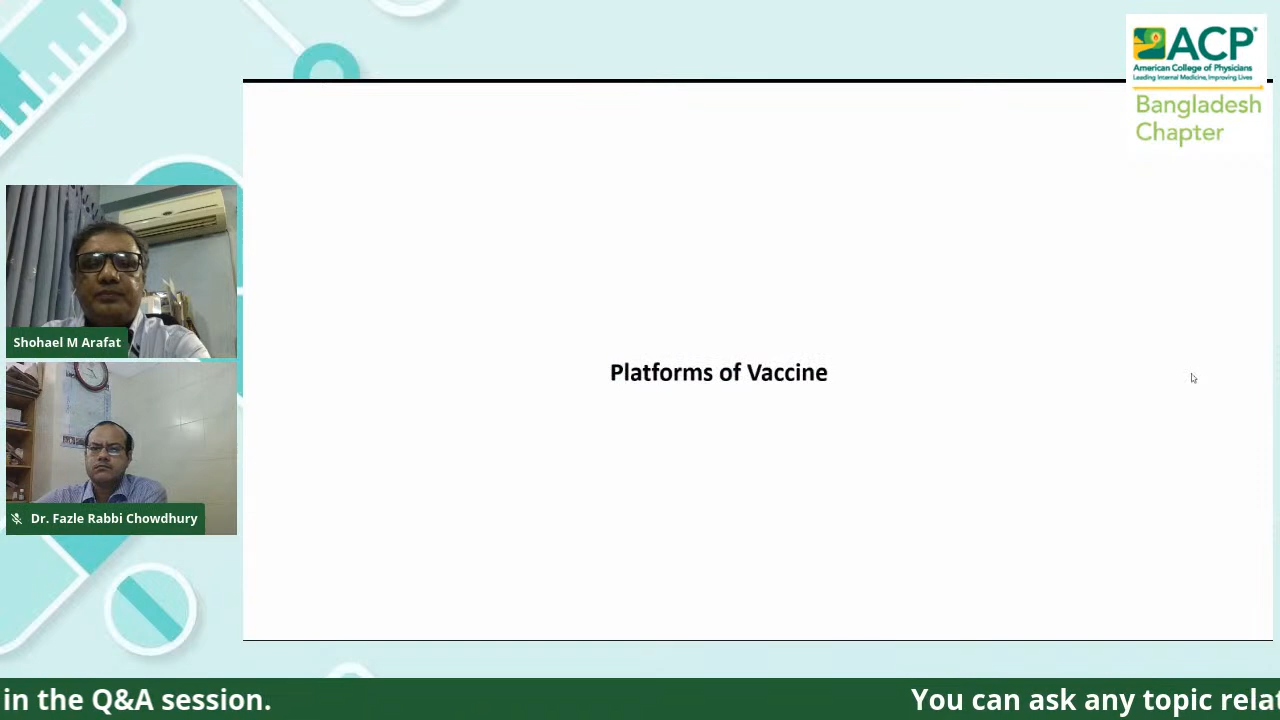 ACP
American College of Physicians
Leading Internal Medicine, Improving Lives
Bangladesh
Chapter
Platforms of Vaccine
Shohael M Arafat
Dr. Fazle Rabbi Chowdhury
in the Q&A session.
You can ask any topic relat